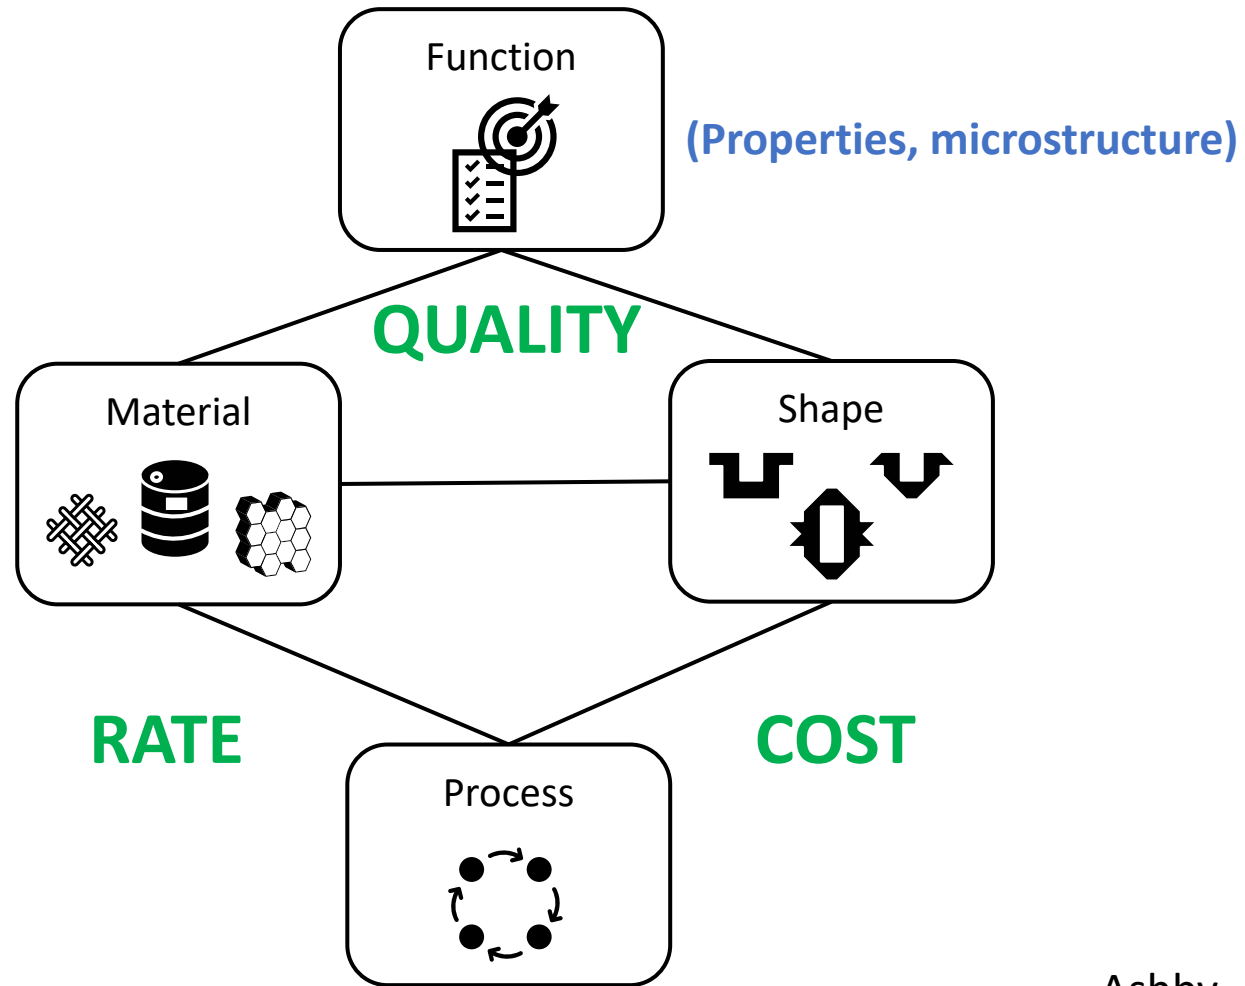 Function
(Properties, microstructure)
QUALITY
Material
Shape
RATE
COST
Process